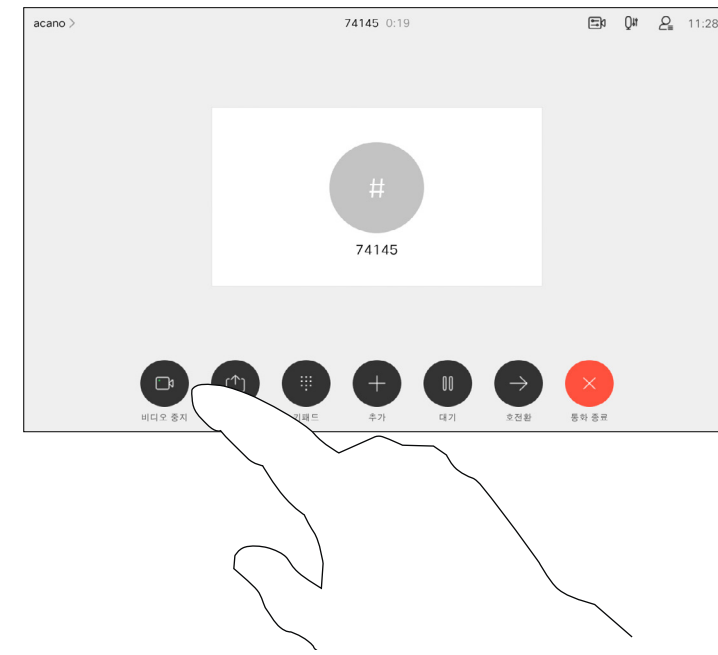 acano >
74145 0:19
11:28
#
74145
비디오 중지
키패드
추가
대기
호전환
통화 종료